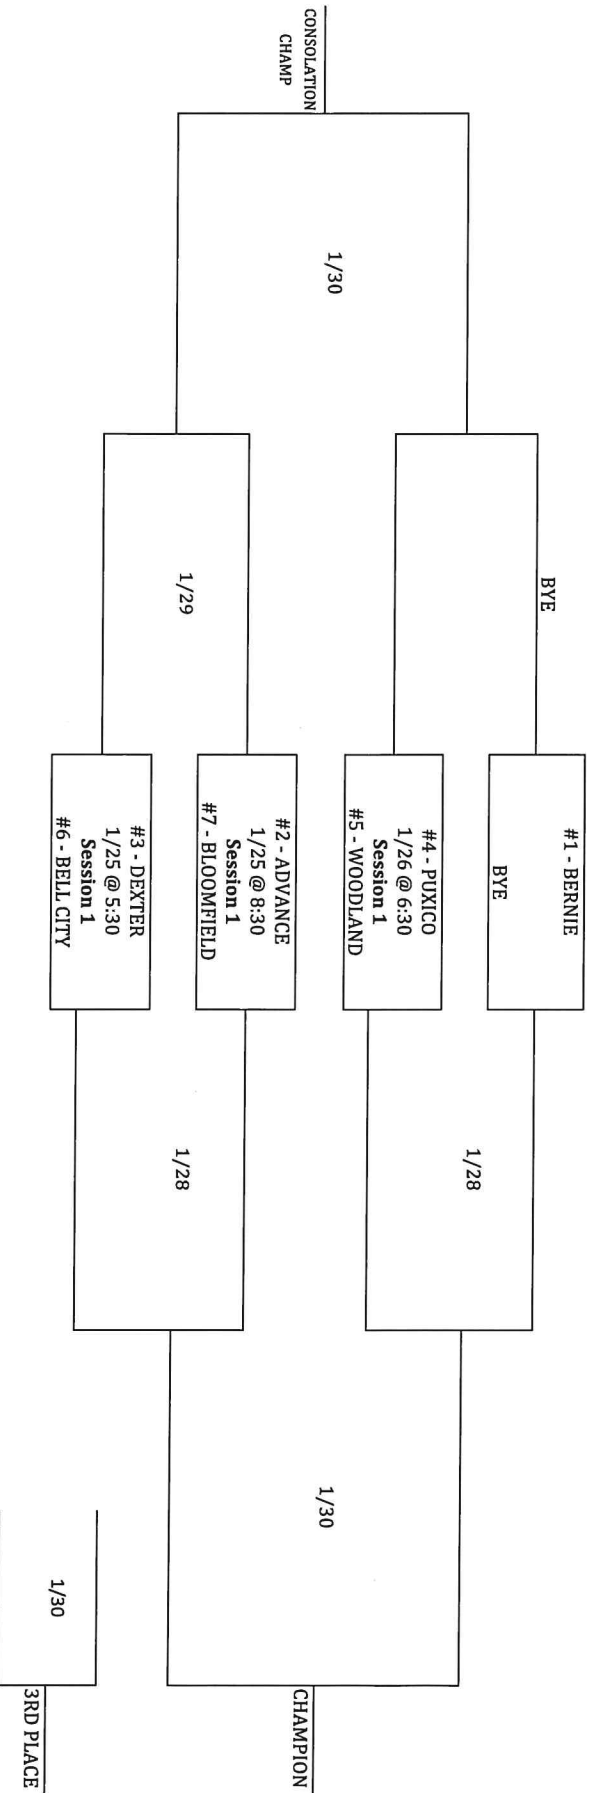 BYE
#1 - BERNIE
BYE
#4 - PUXICO
1/26 @ 6:30
Session 1
#5 - WOODLAND
1/28
1/30
CONSOLATION
CHAMP
1/30
CHAMPION
#2 - ADVANCE
1/25 @ 8:30
Session 1
#7 - BLOOMFIELD
1/29
1/28
#3 - DEXTER
1/25 @ 5:30
Session 1
#6 - BELL CITY
1/30
3RD PLACE